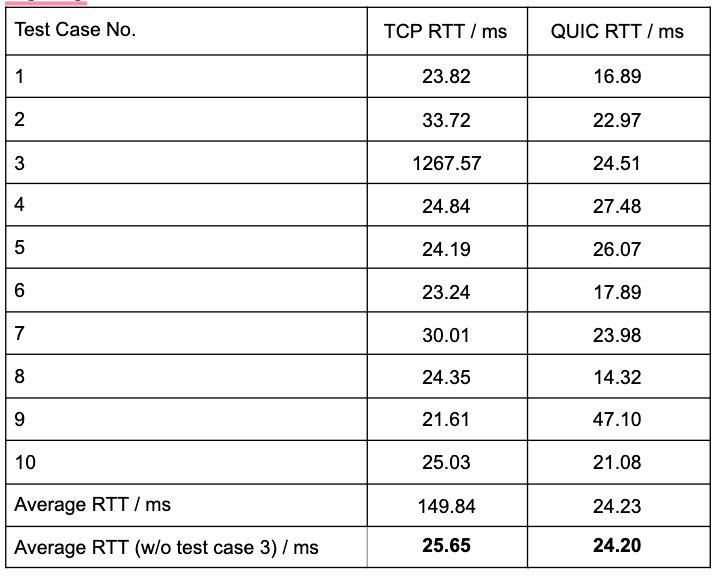 Test Case No. TCP RTT / ms QUIC RTT / ms
1 23.82 16.89
2 33.72 22.97
3 1267.57 24.51
4 24.84 27.48
5 24.19 26.07
6 23.24 17.89
7 30.01 23.98
8 24.35 14.32
9 21.61 47.10
10 25.03 21.08
Average RTT / ms 149.84 24.23
Average RTT (w/o test case 3) / ms 25.65 24.20